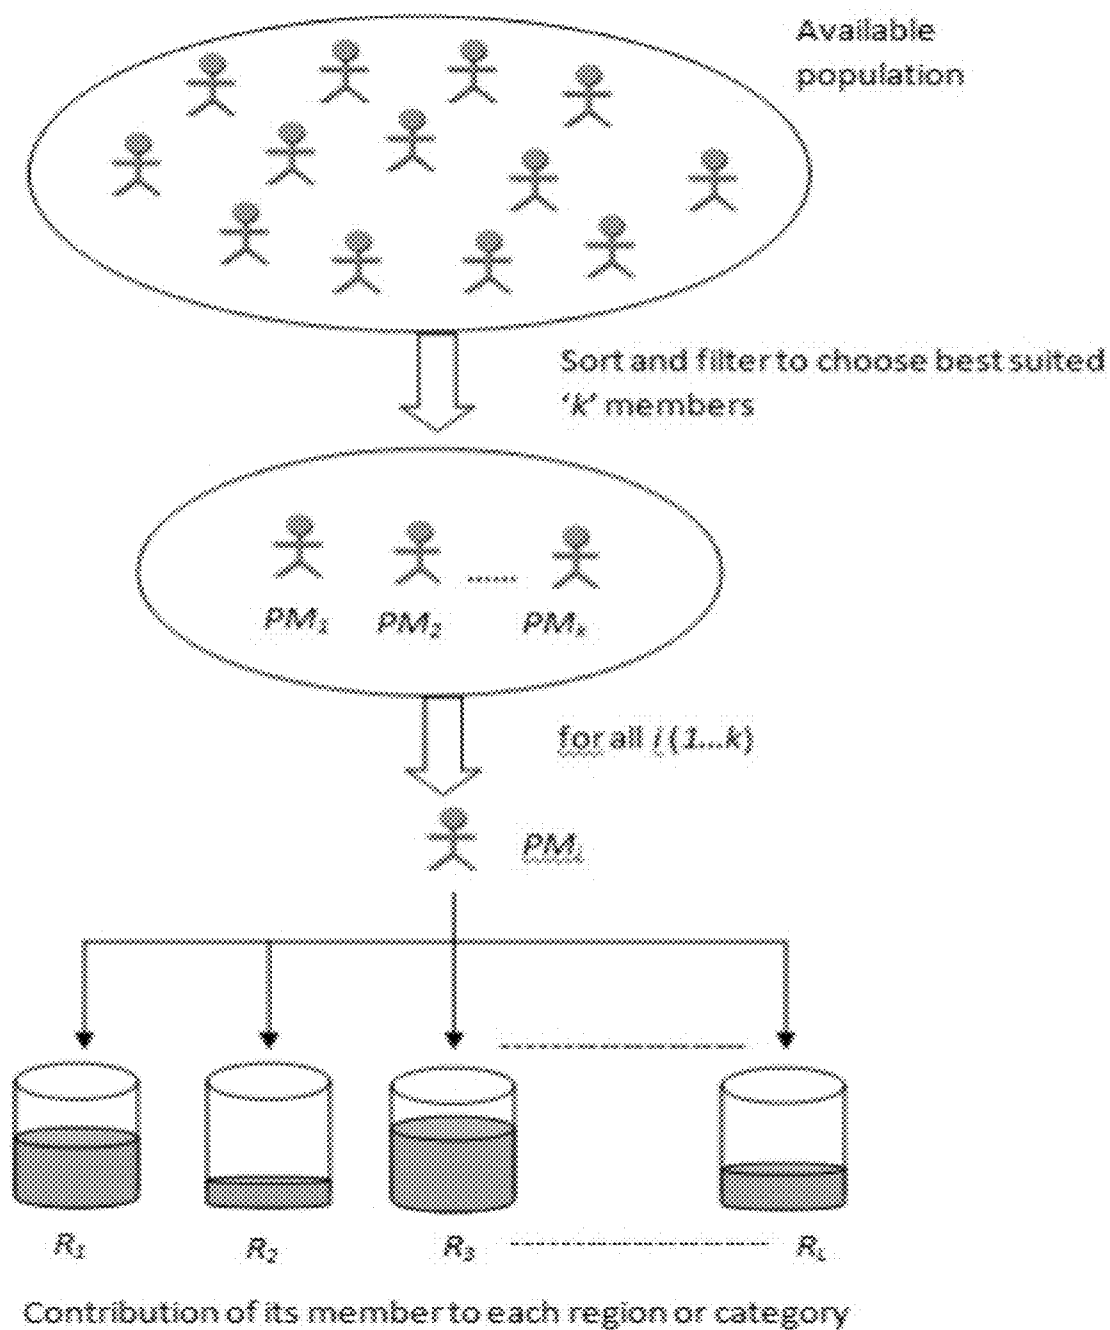 Available
population
Sort and filter to choose best suited
‘k’ members
PM₁ PM₂ ...... PMₖ
for all i (1...k)
PMᵢ
R₁ R₂ R₃ R_L
Contribution of its member to each region or category